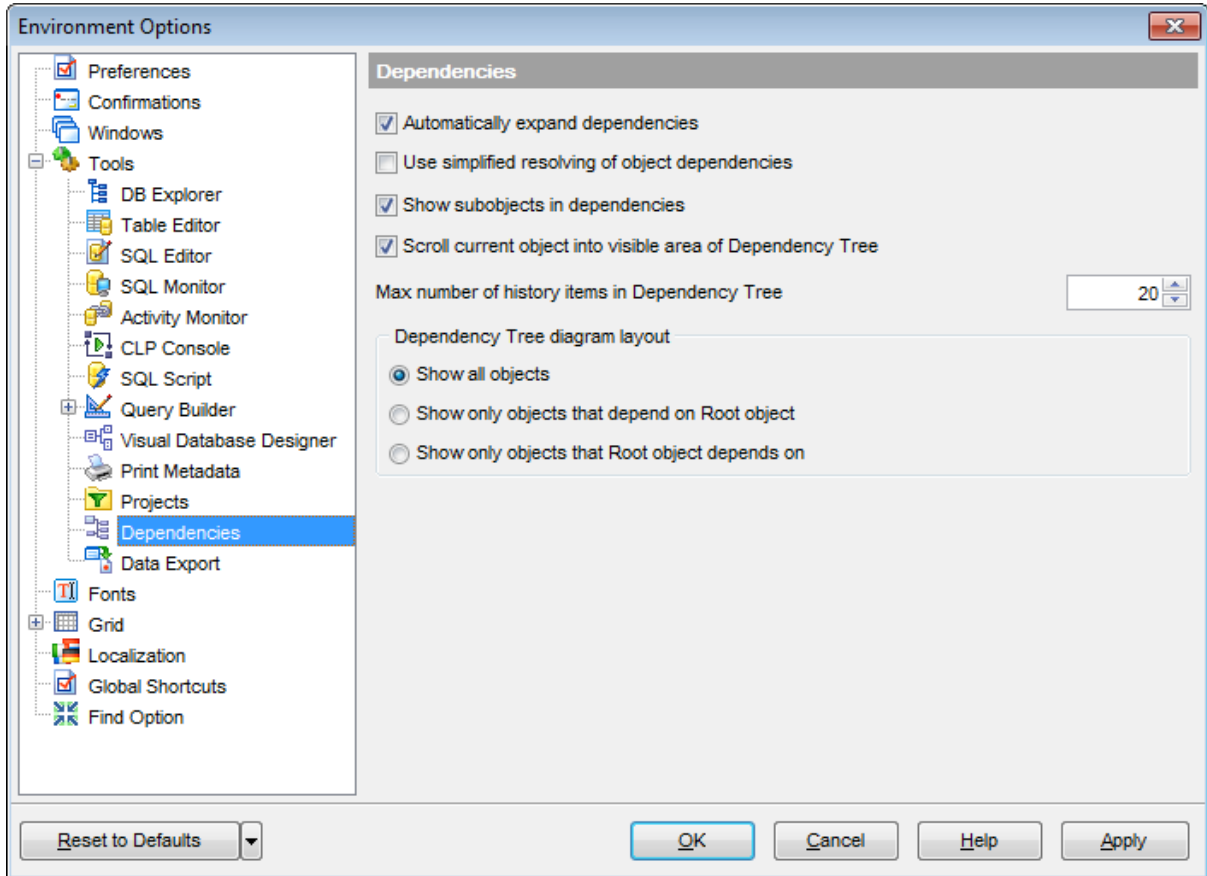 Environment Options
Preferences
Confirmations
Windows
Tools
DB Explorer
Table Editor
SQL Editor
SQL Monitor
Activity Monitor
CLP Console
SQL Script
Query Builder
Visual Database Designer
Print Metadata
Projects
Dependencies
Data Export
Fonts
Grid
Localization
Global Shortcuts
Find Option
Dependencies
Automatically expand dependencies
Use simplified resolving of object dependencies
Show subobjects in dependencies
Scroll current object into visible area of Dependency Tree
Max number of history items in Dependency Tree 20
Dependency Tree diagram layout
Show all objects
Show only objects that depend on Root object
Show only objects that Root object depends on
Reset to Defaults OK Cancel Help Apply